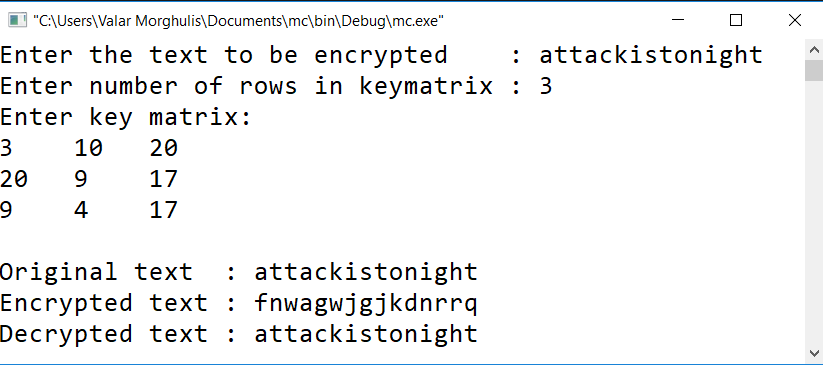 "C:\Users\Valar Morghulis\Documents\mc\bin\Debug\mc.exe"
Enter the text to be encrypted    : attackistonight
Enter number of rows in keymatrix : 3
Enter key matrix:
3    10   20
20   9    17
9    4    17
Original text  : attackistonight
Encrypted text : fnwagwjgjkdnrrq
Decrypted text : attackistonight